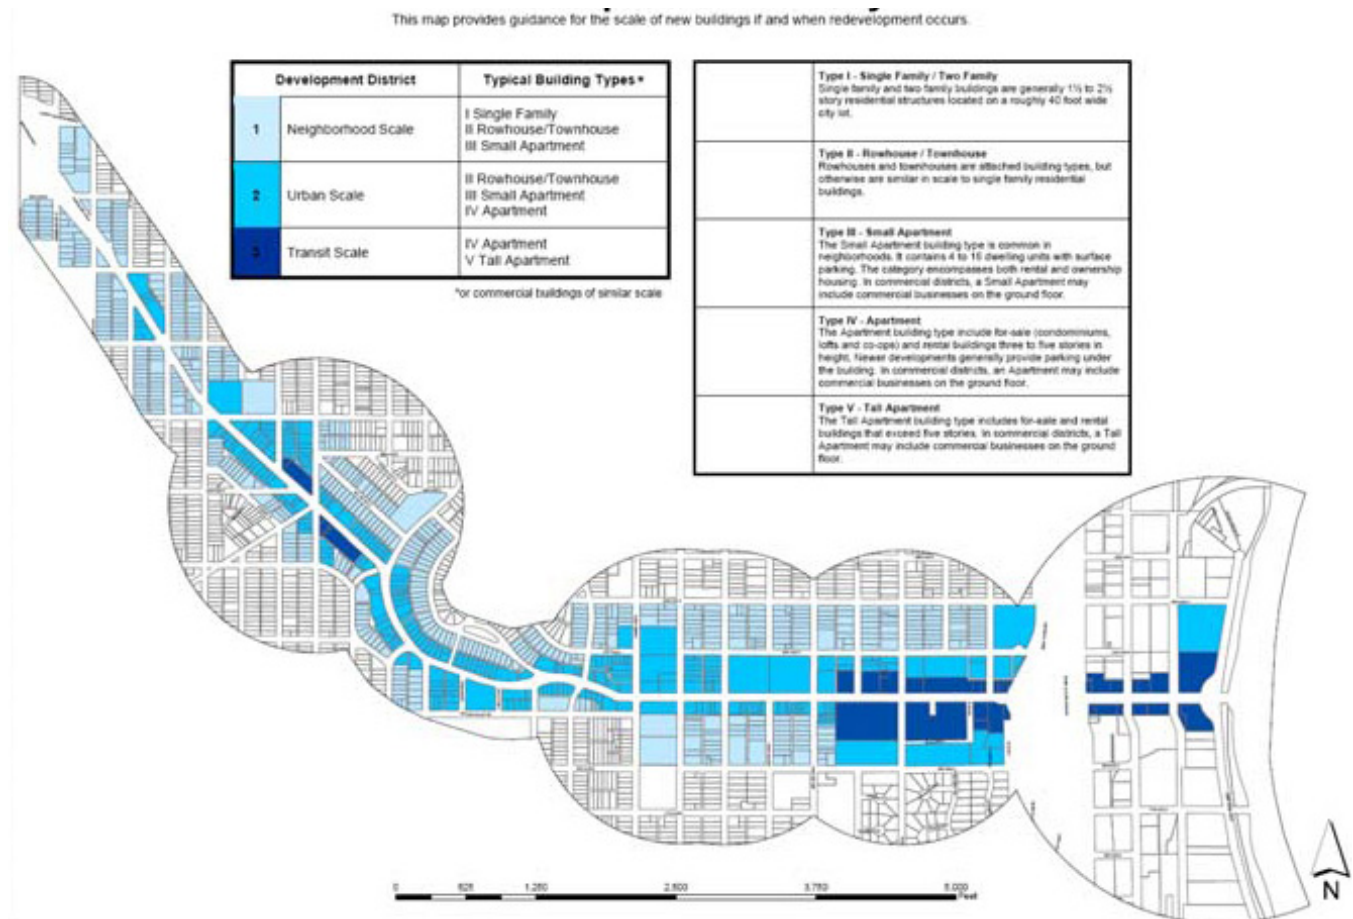 This map provides guidance for the scale of new buildings if and when redevelopment occurs.
Development District
Typical Building Types*
1
Neighborhood Scale
I Single Family
II Rowhouse/Townhouse
III Small Apartment
2
Urban Scale
II Rowhouse/Townhouse
III Small Apartment
IV Apartment
3
Transit Scale
IV Apartment
V Tall Apartment
*or commercial buildings of similar scale
Type I - Single Family / Two Family
Single family and two family buildings are generally 1½ to 2½
story residential structures located on a roughly 40 foot wide
city lot.
Type II - Rowhouse / Townhouse
Rowhouses and townhouses are attached building types, but
otherwise are similar in scale to single family residential
buildings.
Type III - Small Apartment
The Small Apartment building type is common in
neighborhoods. It contains 4 to 16 dwelling units with surface
parking. The category encompasses both rental and ownership
housing. In commercial districts, a Small Apartment may
include commercial businesses on the ground floor.
Type IV - Apartment
The Apartment building type include for-sale (condominiums,
lofts and co-ops) and rental buildings three to five stories in
height. Newer developments generally provide parking under
the building. In commercial districts, an Apartment may include
commercial businesses on the ground floor.
Type V - Tall Apartment
The Tall Apartment building type includes for-sale and rental
buildings that exceed five stories. In commercial districts, a Tall
Apartment may include commercial businesses on the ground
floor.
0 625 1,250 2,500 3,750 5,000
Feet
N